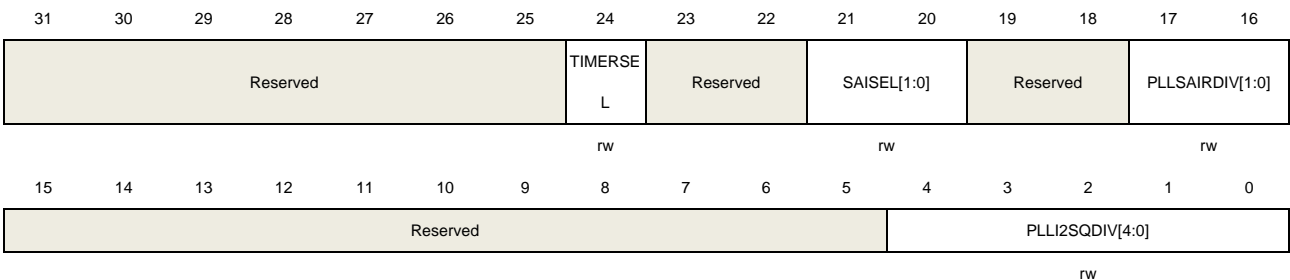 31 30 29 28 27 26 25 24 23 22 21 20 19 18 17 16
Reserved TIMERSE
L Reserved SAISEL[1:0] Reserved PLLSAIRDIV[1:0]
rw rw rw
15 14 13 12 11 10 9 8 7 6 5 4 3 2 1 0
Reserved PLLI2SQDIV[4:0]
rw